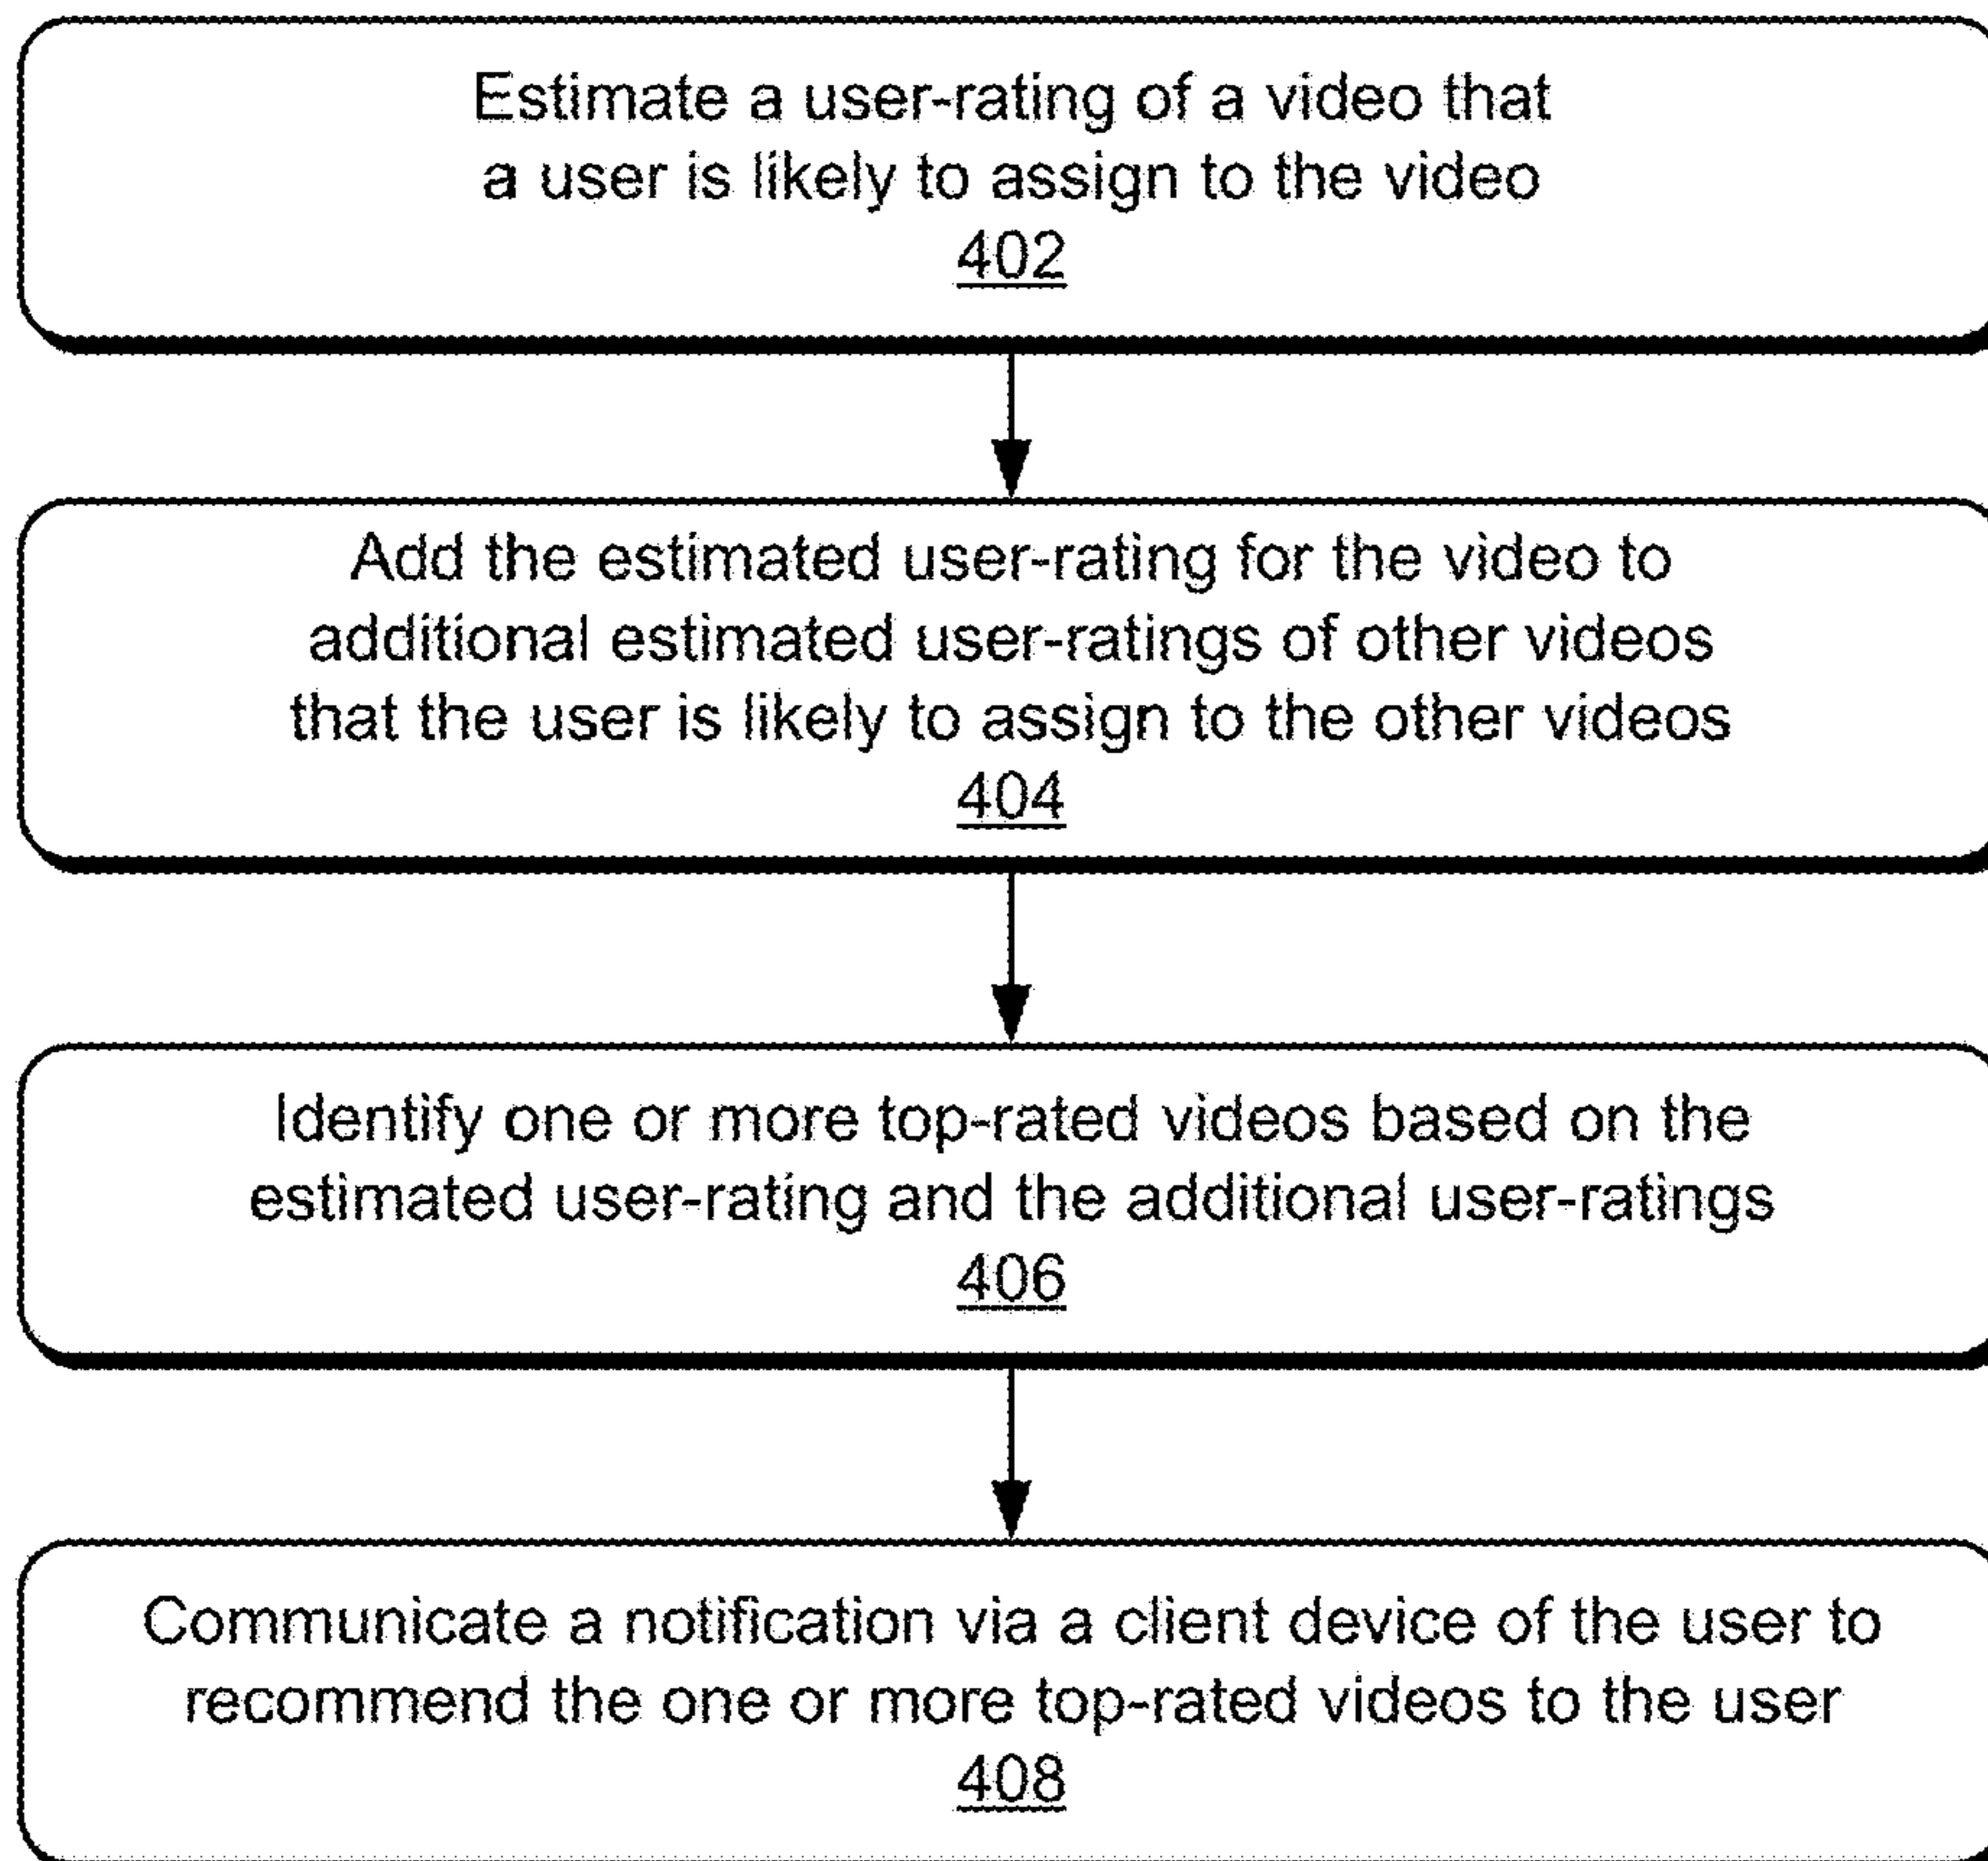 Estimate a user-rating of a video that
a user is likely to assign to the video
402
Add the estimated user-rating for the video to
additional estimated user-ratings of other videos
that the user is likely to assign to the other videos
404
Identify one or more top-rated videos based on the
estimated user-rating and the additional user-ratings
406
Communicate a notification via a client device of the user to
recommend the one or more top-rated videos to the user
408